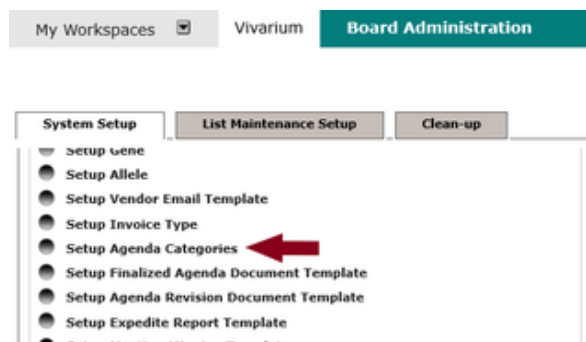 My Workspaces Vivarium Board Administration
System Setup List Maintenance Setup Clean-up
Setup Gene
Setup Allele
Setup Vendor Email Template
Setup Invoice Type
Setup Agenda Categories
Setup Finalized Agenda Document Template
Setup Agenda Revision Document Template
Setup Expedite Report Template